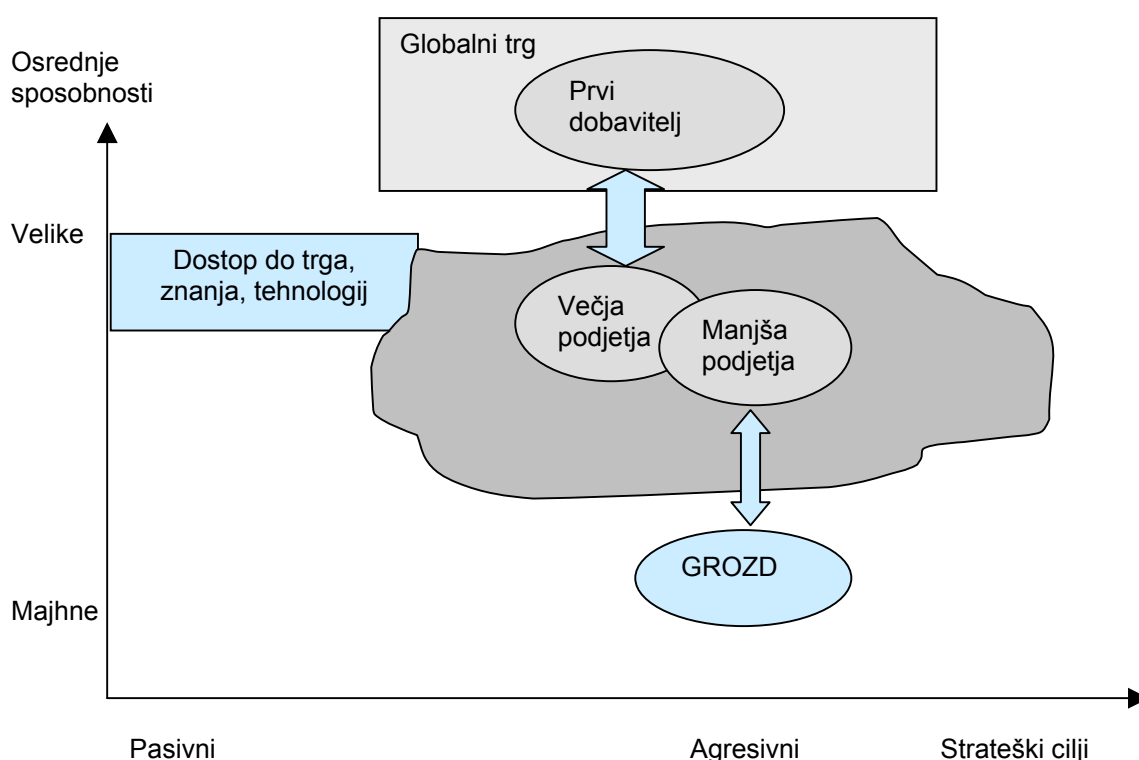 Globalni trg
Osrednje
sposobnosti
Prvi
dobavitelj
Velike
Dostop do trga,
znanja, tehnologij
Večja
podjetja
Manjša
podjetja
GROZD
Majhne
Pasivni
Agresivni
Strateški cilji